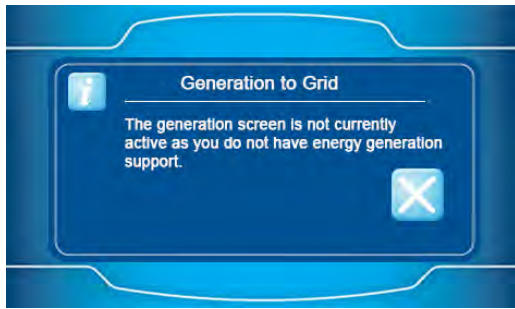 Generation to Grid
The generation screen is not currently
active as you do not have energy generation
support.